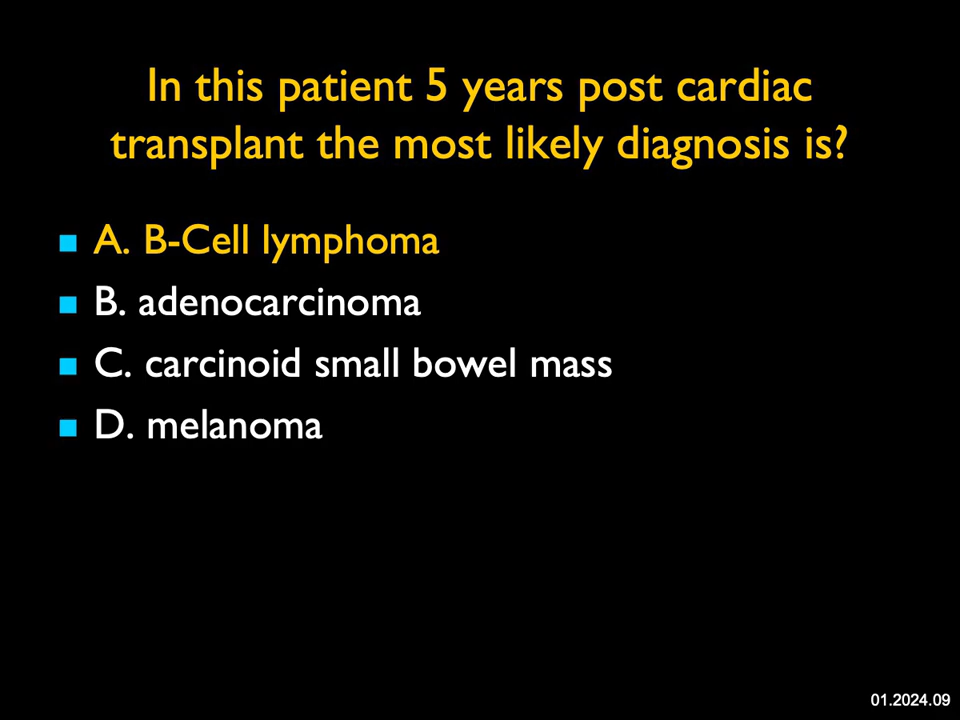 In this patient 5 years post cardiac
transplant the most likely diagnosis is?
A. B-Cell lymphoma
B. adenocarcinoma
C. carcinoid small bowel mass
D. melanoma
01.2024.09